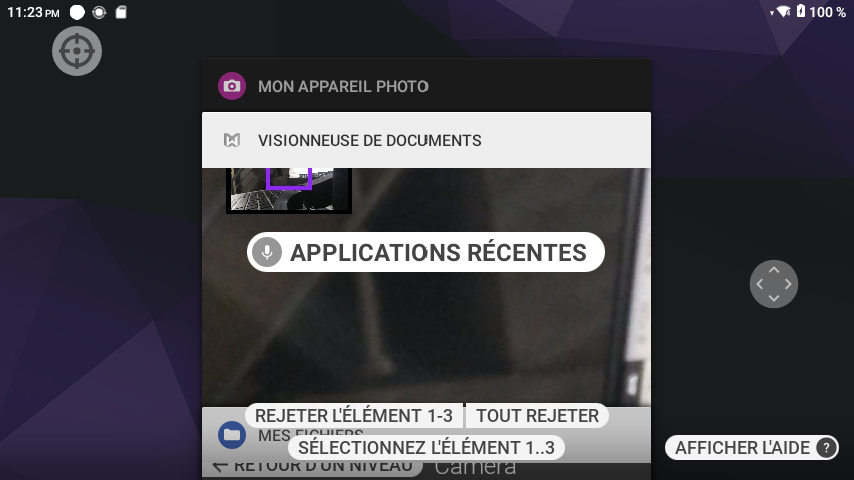 11:23 PM
100 %
MON APPAREIL PHOTO
VISIONNEUSE DE DOCUMENTS
APPLICATIONS RÉCENTES
REJETER L'ÉLÉMENT 1-3
TOUT REJETER
MES FICHIERS
SÉLECTIONNEZ L'ÉLÉMENT 1..3
AFFICHER L'AIDE ?
RETOUR D'UN NIVEAU
Camera